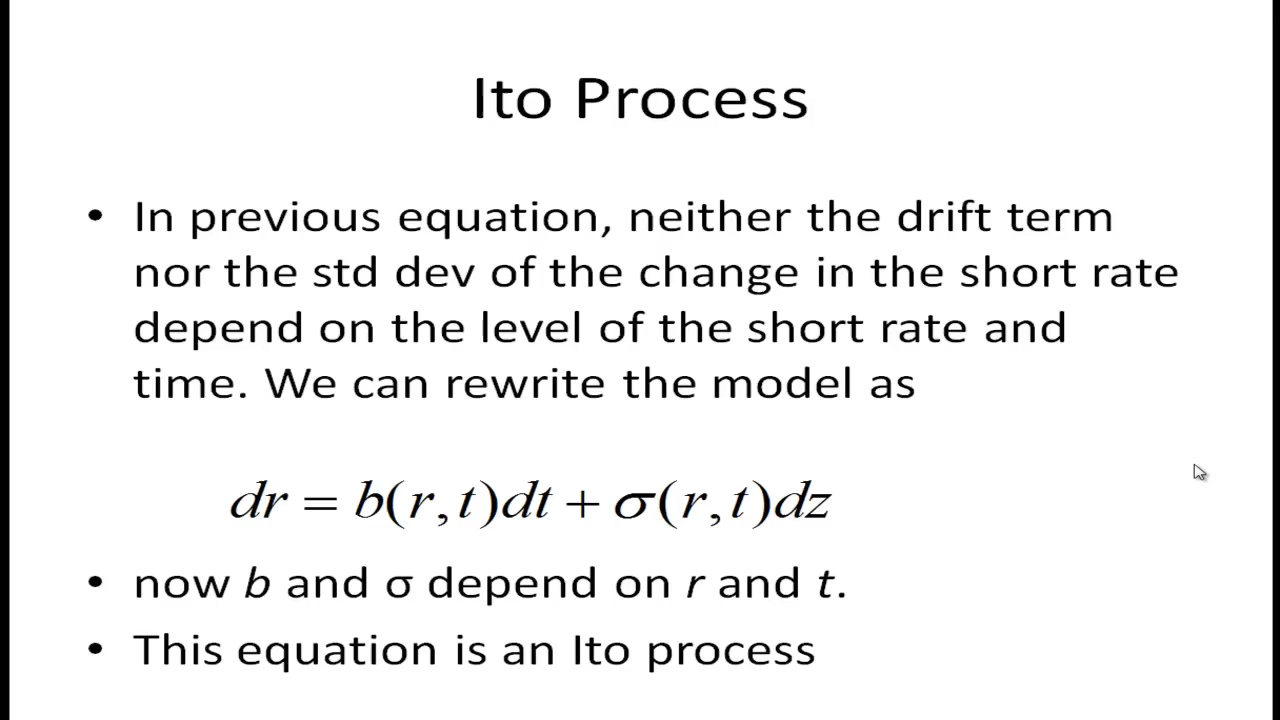 Ito Process
• In previous equation, neither the drift term
nor the std dev of the change in the short rate
depend on the level of the short rate and
time. We can rewrite the model as
dr = b(r,t)dt + σ(r,t)dz
• now b and σ depend on r and t.
• This equation is an Ito process